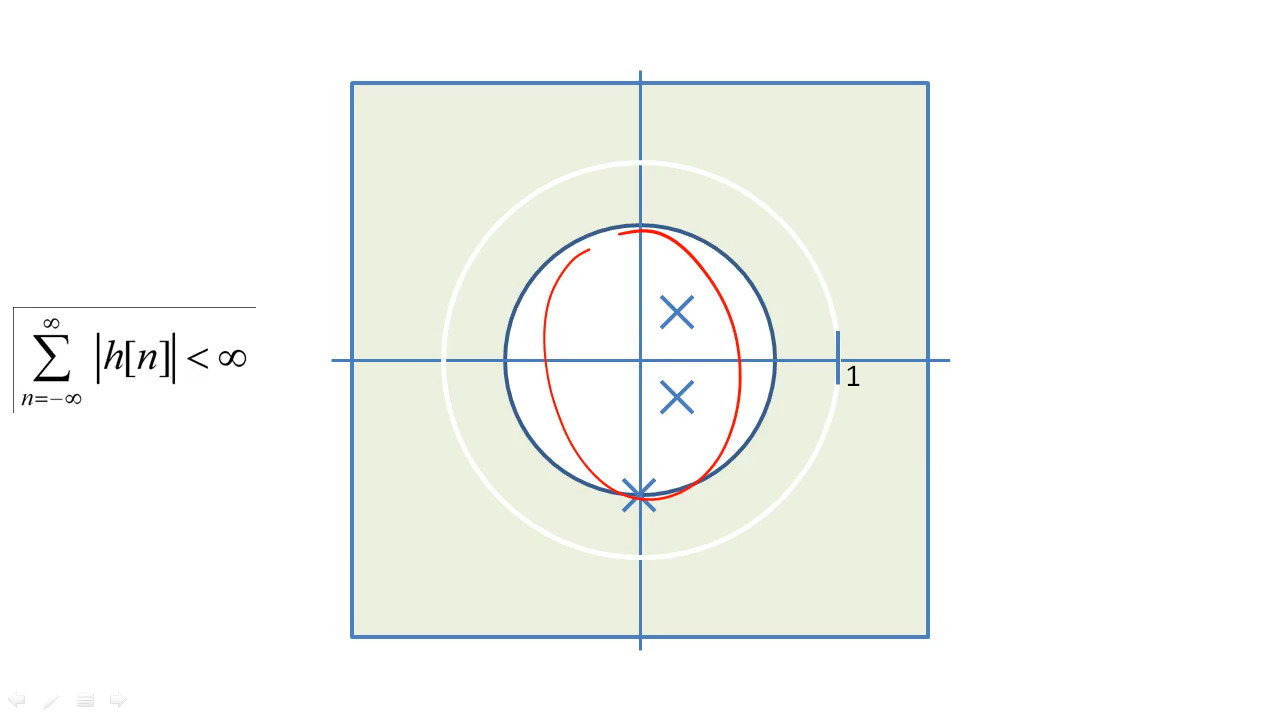 ∞
∑ |h[n]| < ∞
n=−∞
1